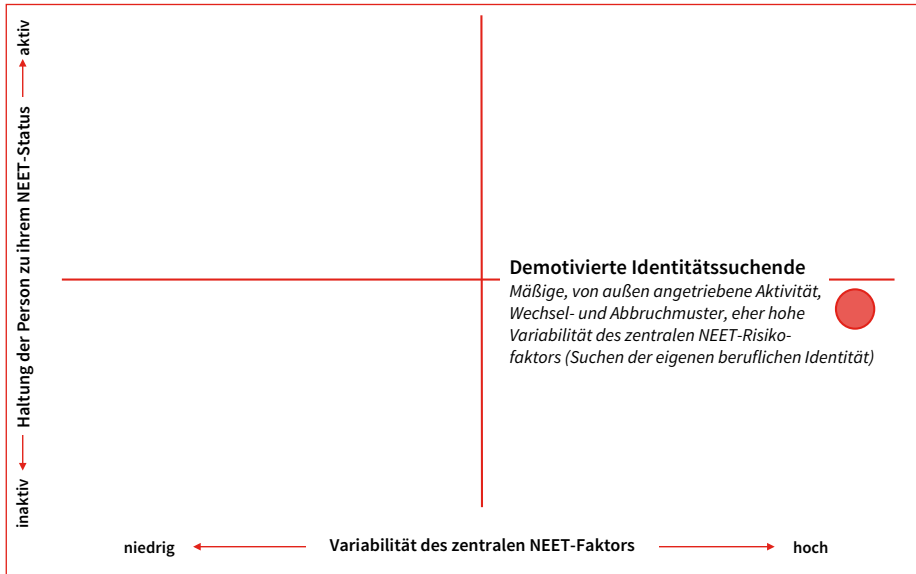 aktiv
Haltung der Person zu ihrem NEET-Status
inaktiv
Demotivierte Identitätssuchende
Mäßige, von außen angetriebene Aktivität,
Wechsel- und Abbruchmuster, eher hohe
Variabilität des zentralen NEET-Risiko-
faktors (Suchen der eigenen beruflichen Identität)
niedrig
Variabilität des zentralen NEET-Faktors
hoch